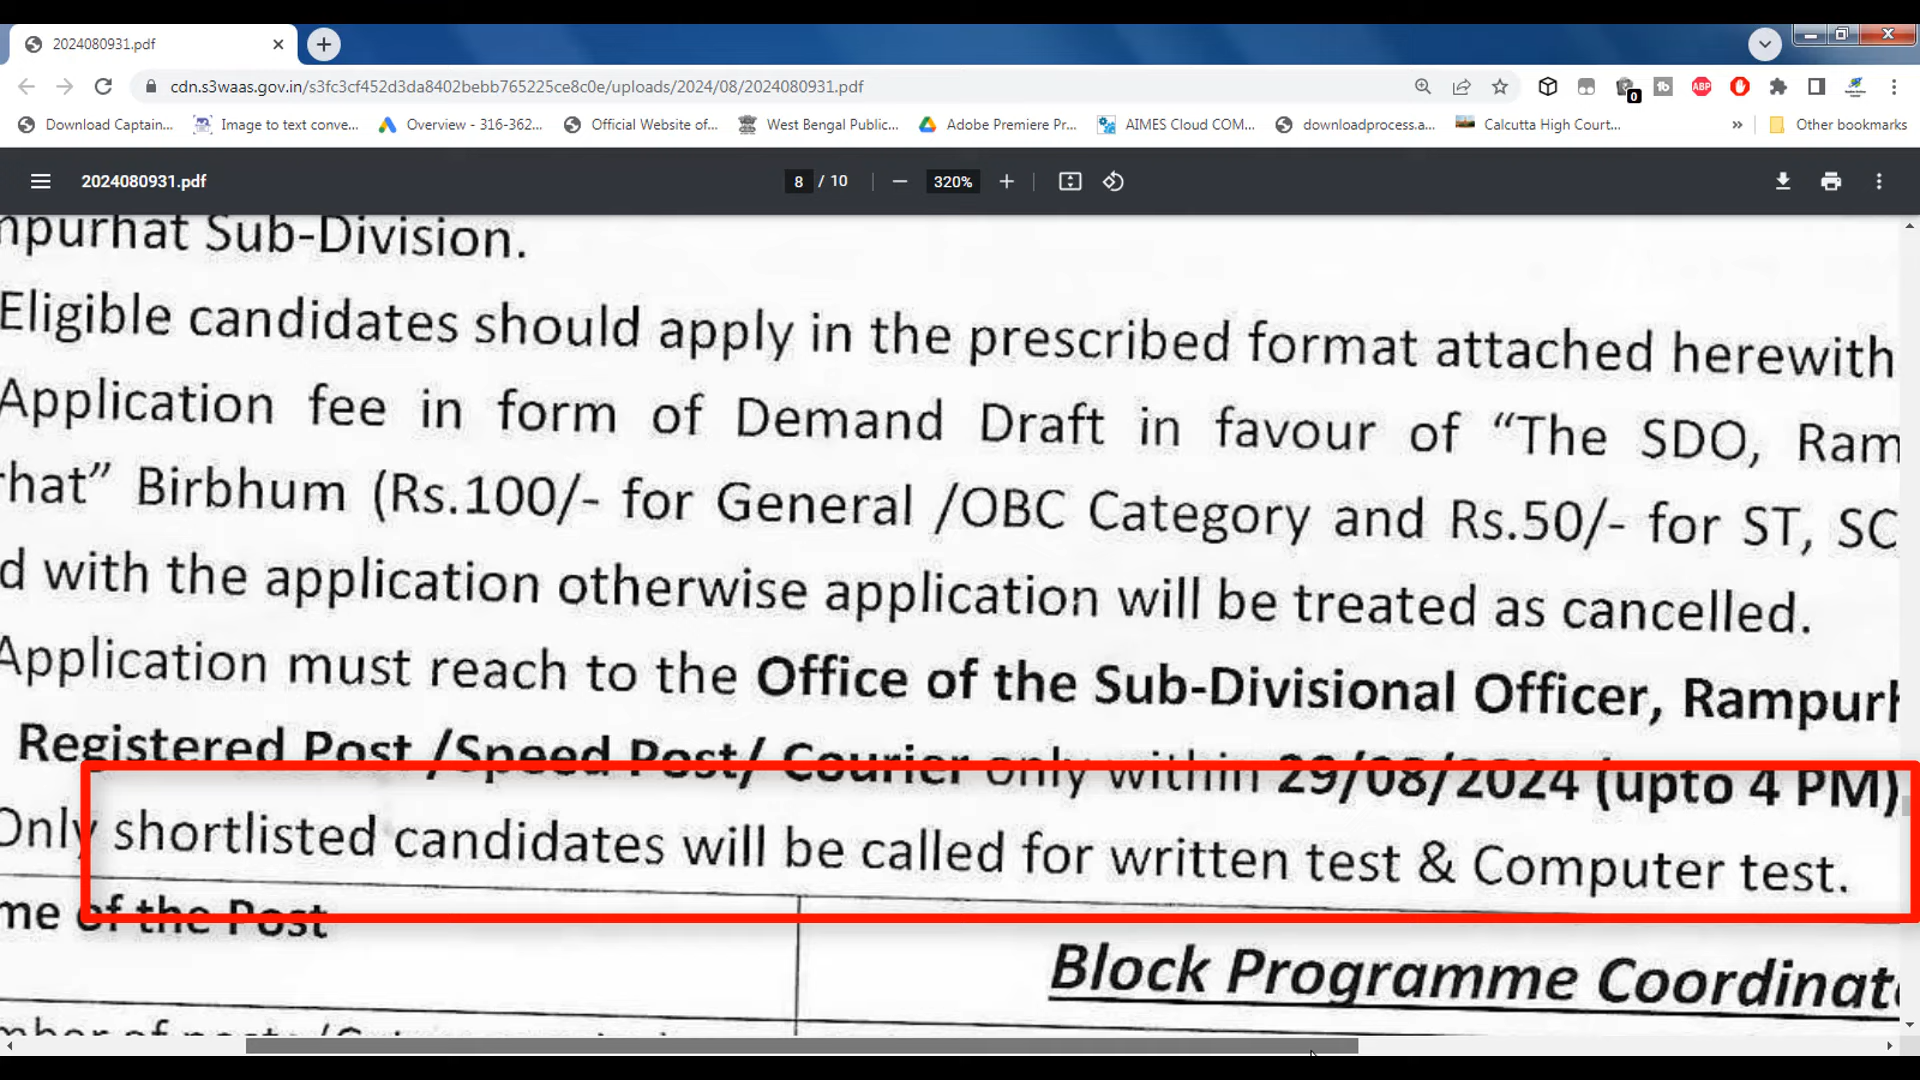 2024080931.pdf
cdn.s3waas.gov.in/s3fc3cf452d3da8402bebb765225ce8c0e/uploads/2024/08/2024080931.pdf
0
ABP
Download Captain... Image to text conve... Overview - 316-362... Official Website of... West Bengal Public... Adobe Premiere Pr... AIMES Cloud COM... downloadprocess.a... Calcutta High Court... » Other bookmarks
2024080931.pdf 8 / 10 320%
mpurhat Sub-Division.
Eligible candidates should apply in the prescribed format attached herewith
Application fee in form of Demand Draft in favour of “The SDO, Ram
rhat” Birbhum (Rs.100/- for General /OBC Category and Rs.50/- for ST, SC
d with the application otherwise application will be treated as cancelled.
Application must reach to the Office of the Sub-Divisional Officer, Rampurh
Registered Post /Speed Post/ Courier only within 29/08/2024 (upto 4 PM)
Only shortlisted candidates will be called for written test & Computer test.
me of the Post
Block Programme Coordinat